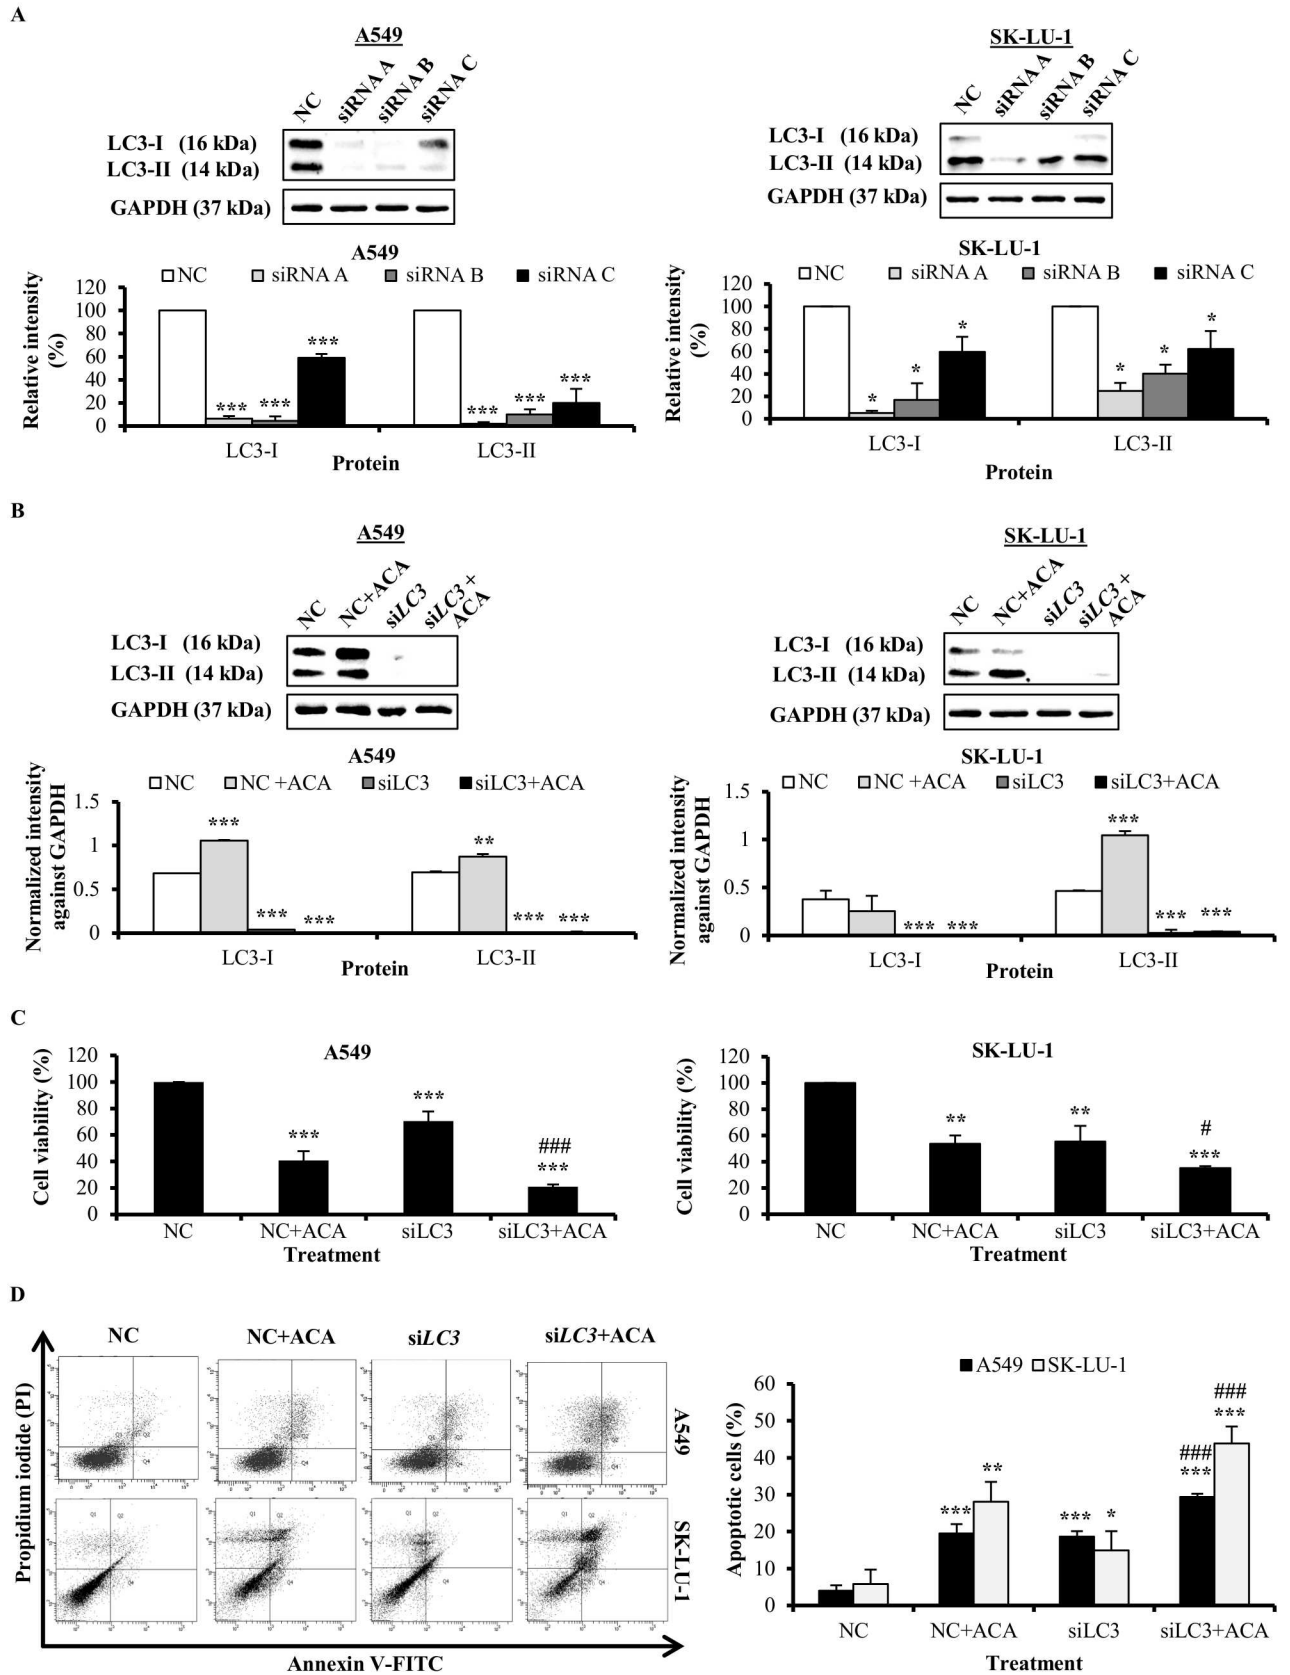 A
A549
NC
siRNA A
siRNA B
siRNA C
LC3-I (16 kDa)
LC3-II (14 kDa)
GAPDH (37 kDa)
A549
NC siRNA A siRNA B siRNA C
Relative intensity
(%)
120
100
80
60
40
20
0
***
***
***
***
***
***
LC3-I LC3-II
Protein
SK-LU-1
NC
siRNA A
siRNA B
siRNA C
LC3-I (16 kDa)
LC3-II (14 kDa)
GAPDH (37 kDa)
SK-LU-1
NC siRNA A siRNA B siRNA C
Relative intensity
(%)
120
100
80
60
40
20
0
*
*
*
*
*
*
LC3-I LC3-II
Protein
B
A549
NC
NC+ACA
siLC3
siLC3 +
ACA
LC3-I (16 kDa)
LC3-II (14 kDa)
GAPDH (37 kDa)
A549
NC NC +ACA siLC3 siLC3+ACA
Normalized intensity
against GAPDH
1.5
1
0.5
0
***
***
***
**
***
***
LC3-I LC3-II
Protein
SK-LU-1
NC
NC+ACA
siLC3
siLC3 +
ACA
LC3-I (16 kDa)
LC3-II (14 kDa)
GAPDH (37 kDa)
SK-LU-1
NC NC +ACA siLC3 siLC3+ACA
Normalized intensity
against GAPDH
1.5
1
0.5
0
***
***
***
***
***
LC3-I LC3-II
Protein
C
A549
Cell viability (%)
120
100
80
60
40
20
0
***
***
###
***
NC NC+ACA siLC3 siLC3+ACA
Treatment
SK-LU-1
Cell viability (%)
120
100
80
60
40
20
0
**
**
#
***
NC NC+ACA siLC3 siLC3+ACA
Treatment
D
NC NC+ACA siLC3 siLC3+ACA
Propidium iodide (PI)
A549
SK-LU-1
Annexin V-FITC
A549 SK-LU-1
Apoptotic cells (%)
60
50
40
30
20
10
0
***
**
***
*
###
***
###
***
NC NC+ACA siLC3 siLC3+ACA
Treatment